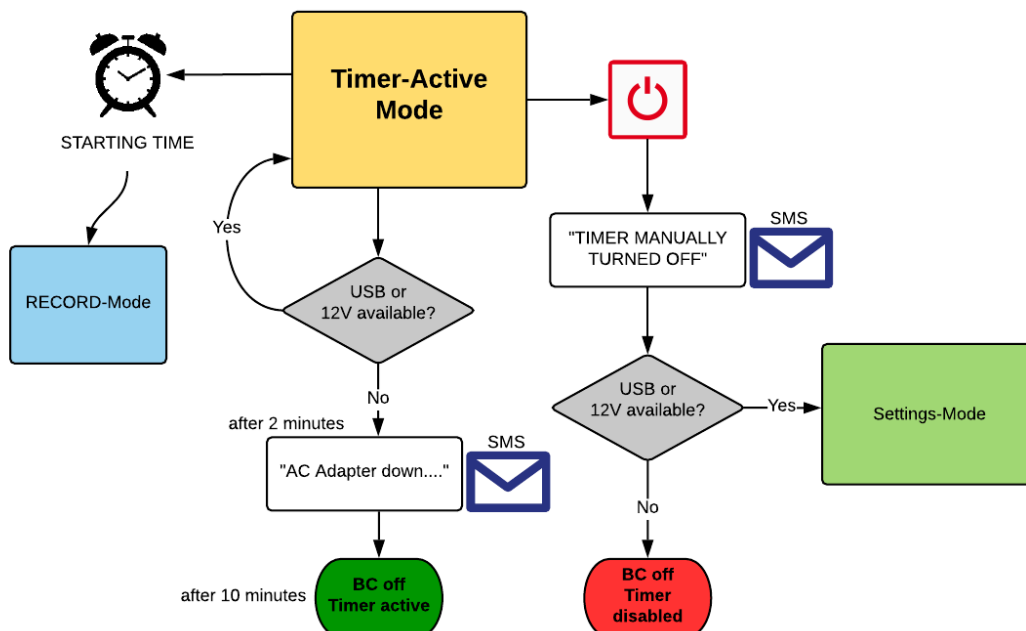 Timer-Active
Mode
STARTING TIME
RECORD-Mode
Yes
USB or
12V available?
No
after 2 minutes
"AC Adapter down...."
SMS
after 10 minutes
BC off
Timer active
SMS
"TIMER MANUALLY
TURNED OFF"
USB or
12V available?
Yes
Settings-Mode
No
BC off
Timer
disabled